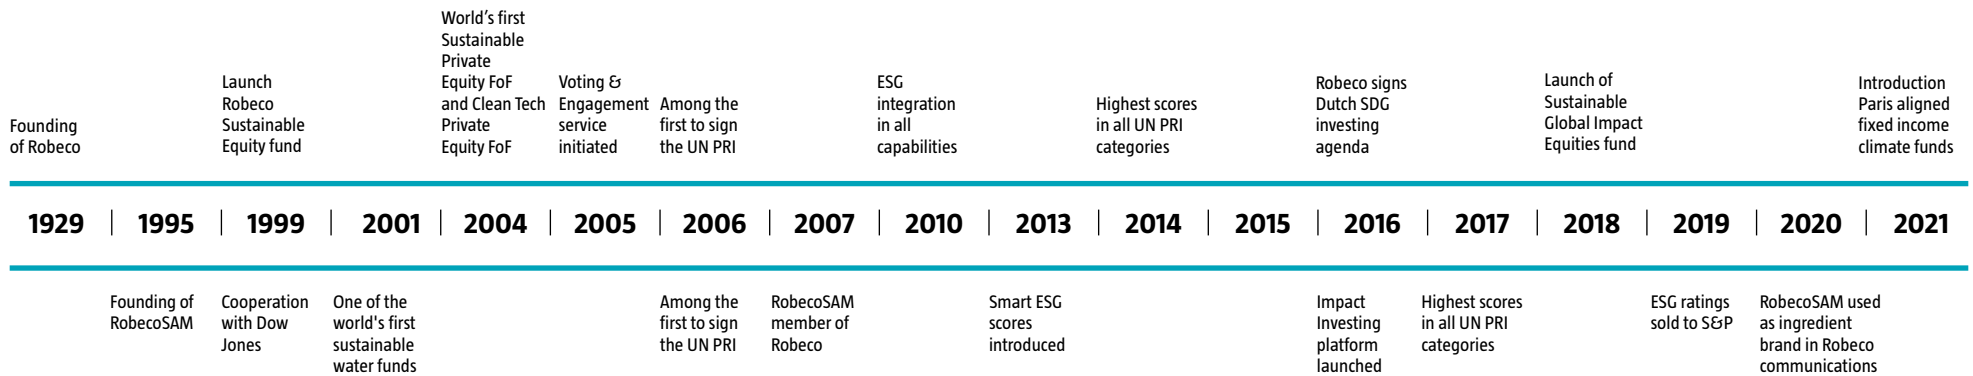 Founding
of Robeco
Launch
Robeco
Sustainable
Equity fund
World's first
Sustainable
Private
Equity FoF
and Clean Tech
Private
Equity FoF
Voting &
Engagement
service
initiated
Among the
first to sign
the UN PRI
ESG
integration
in all
capabilities
Highest scores
in all UN PRI
categories
Robeco signs
Dutch SDG
investing
agenda
Launch of
Sustainable
Global Impact
Equities fund
Introduction
Paris aligned
fixed income
climate funds
1929 | 1995 | 1999 | 2001 | 2004 | 2005 | 2006 | 2007 | 2010 | 2013 | 2014 | 2015 | 2016 | 2017 | 2018 | 2019 | 2020 | 2021
Founding of
RobecoSAM
Cooperation
with Dow
Jones
One of the
world's first
sustainable
water funds
Among the
first to sign
the UN PRI
RobecoSAM
member of
Robeco
Smart ESG
scores
introduced
Impact
Investing
platform
launched
Highest scores
in all UN PRI
categories
ESG ratings
sold to S&P
RobecoSAM used
as ingredient
brand in Robeco
communications